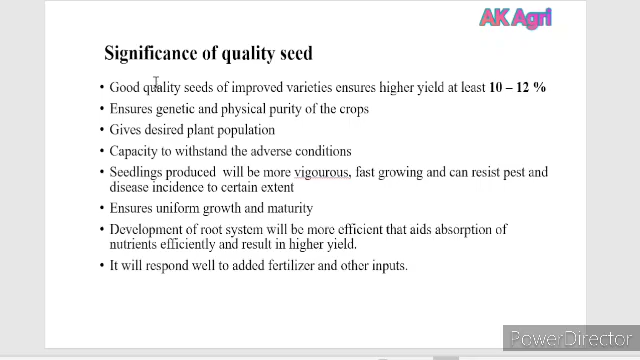 AK Agri
Significance of quality seed
• Good quality seeds of improved varieties ensures higher yield at least 10 – 12 %
• Ensures genetic and physical purity of the crops
• Gives desired plant population
• Capacity to withstand the adverse conditions
• Seedlings produced will be more vigourous, fast growing and can resist pest and
disease incidence to certain extent
• Ensures uniform growth and maturity
• Development of root system will be more efficient that aids absorption of
nutrients efficiently and result in higher yield.
• It will respond well to added fertilizer and other inputs.
PowerDirector